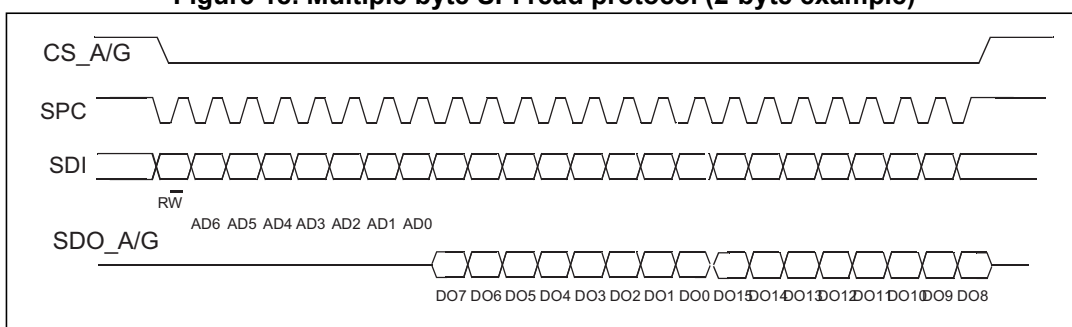 Figure 15. Multiple byte SPI read protocol (2-byte example)
CS_A/G
SPC
SDI
RW
AD6 AD5 AD4 AD3 AD2 AD1 AD0
SDO_A/G
DO7 DO6 DO5 DO4 DO3 DO2 DO1 DO0 DO15 DO14 DO13 DO12 DO11 DO10 DO9 DO8